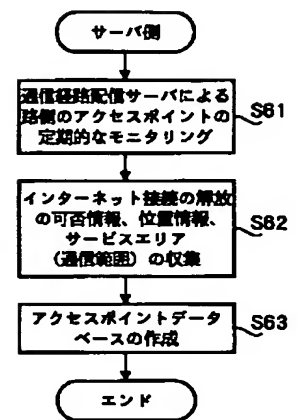 サーバ側
通信経路配信サーバによる
路側のアクセスポイントの
定期的なモニタリング
S61
インターネット接続の解放
の可否情報、位置情報、
サービスエリア
(通信範囲)の収集
S62
アクセスポイントデータ
ベースの作成
S63
エンド